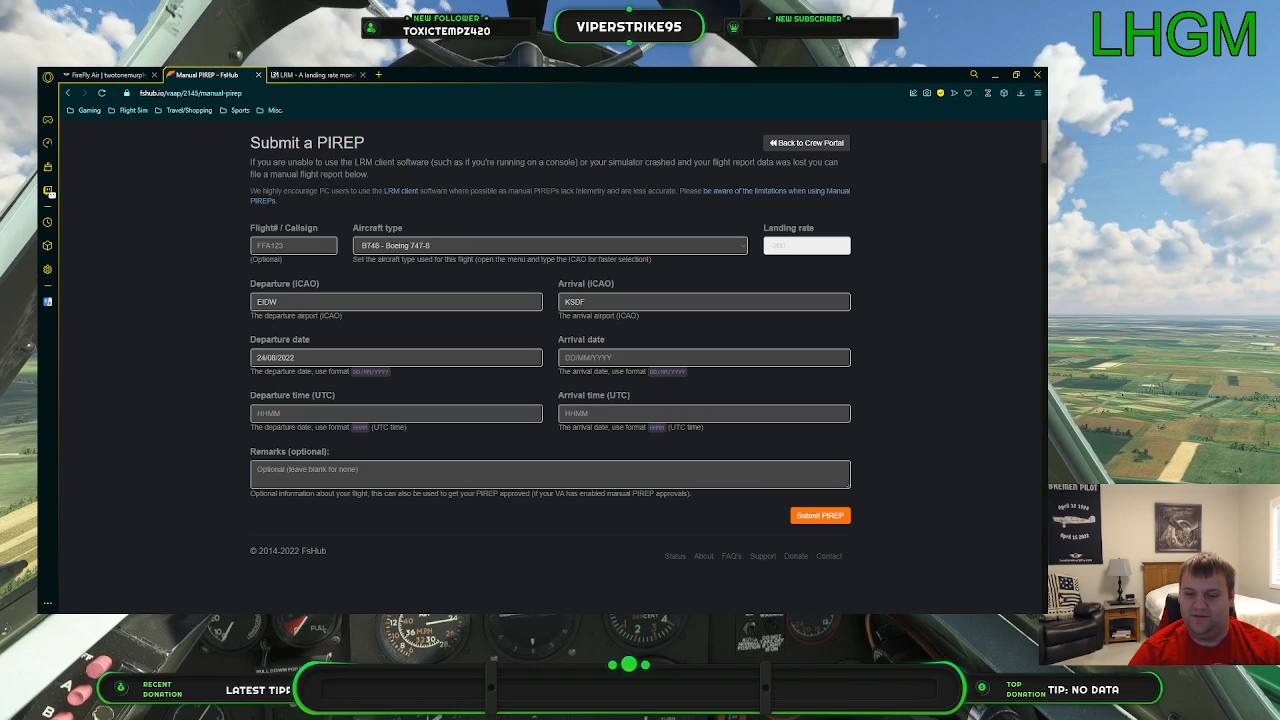 NEW FOLLOWER
TOXICTEMPZ420
VIPERSTRIKE95
NEW SUBSCRIBER
LHGM
FireFly Air | twotonemurph
Manual PIREP - FsHub
LRM - A landing rate moni
fshub.io/vaap/2145/manual-pirep
Gaming
Flight Sim
Travel/Shopping
Sports
Misc.
Submit a PIREP
Back to Crew Portal
If you are unable to use the LRM client software (such as if you're running on a console) or your simulator crashed and your flight report data was lost you can
file a manual flight report below.
We highly encourage PC users to use the LRM client software where possible as manual PIREPs lack telemetry and are less accurate. Please be aware of the limitations when using Manual
PIREPs.
Flight# / Callsign
Aircraft type
Landing rate
FFA123
B748 - Boeing 747-8
-200
(Optional)
Set the aircraft type used for this flight (open the menu and type the ICAO for faster selection!)
Departure (ICAO)
Arrival (ICAO)
EIDW
KSDF
The departure airport (ICAO)
The arrival airport (ICAO)
Departure date
Arrival date
24/08/2022
DD/MM/YYYY
The departure date, use format DD/MM/YYYY
The arrival date, use format DD/MM/YYYY
Departure time (UTC)
Arrival time (UTC)
HHMM
HHMM
The departure date, use format HHMM (UTC time)
The arrival date, use format HHMM (UTC time)
Remarks (optional):
Optional (leave blank for none)
Optional information about your flight, this can also be used to get your PIREP approved (if your VA has enabled manual PIREP approvals).
Submit PIREP
© 2014-2022 FsHub
Status
About
FAQ's
Support
Donate
Contact
BREMEN PILOT
April 12 1928
April 15 2022
MPH
PULL
A
B
RECENT
DONATION
LATEST TIPP
TOP
DONATION
TIP: NO DATA